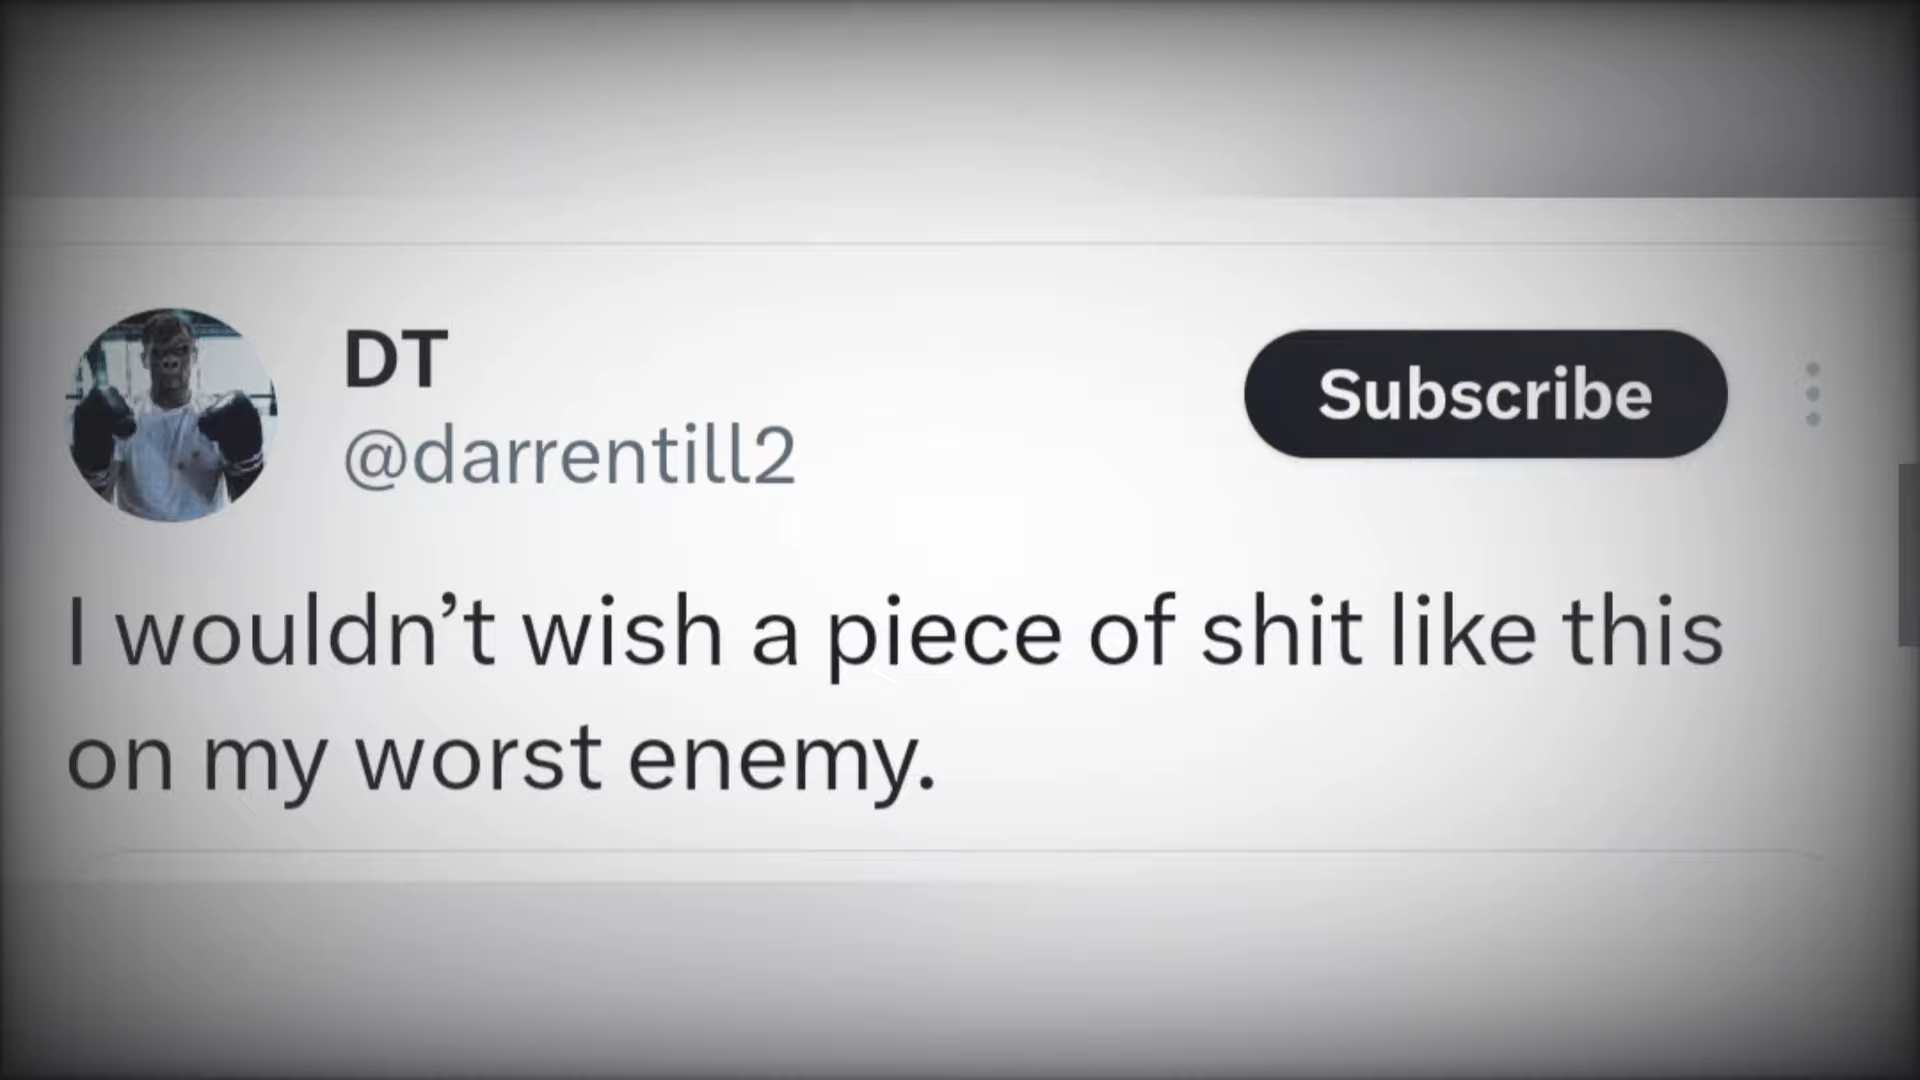 DT
@darrentill2
Subscribe
I wouldn’t wish a piece of shit like this
on my worst enemy.